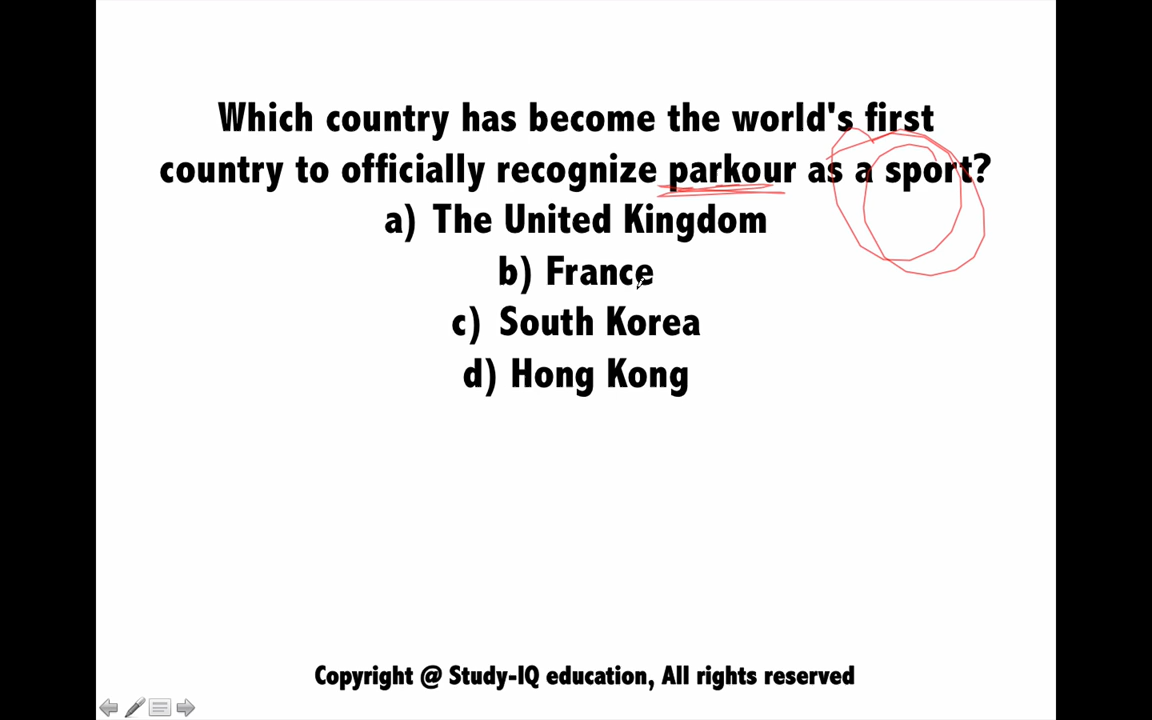 Which country has become the world's first
country to officially recognize parkour as a sport?
a) The United Kingdom
b) France
c) South Korea
d) Hong Kong
Copyright @ Study-IQ education, All rights reserved